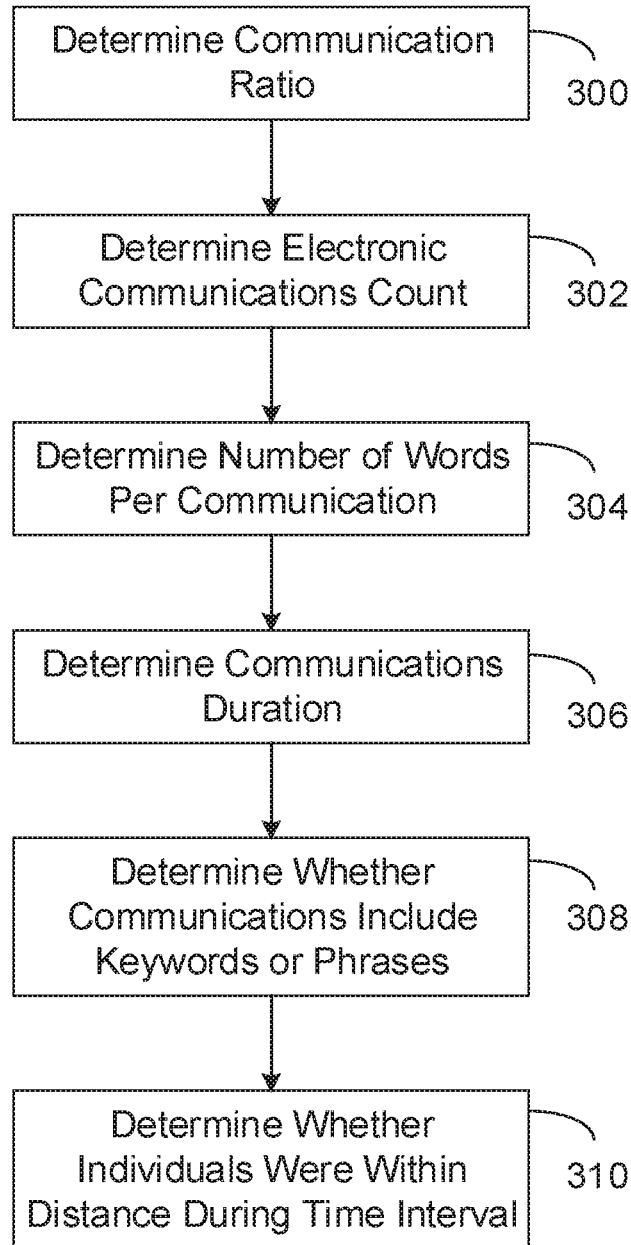 Determine Communication
Ratio
300
Determine Electronic
Communications Count
302
Determine Number of Words
Per Communication
304
Determine Communications
Duration
306
Determine Whether
Communications Include
Keywords or Phrases
308
Determine Whether
Individuals Were Within
Distance During Time Interval
310